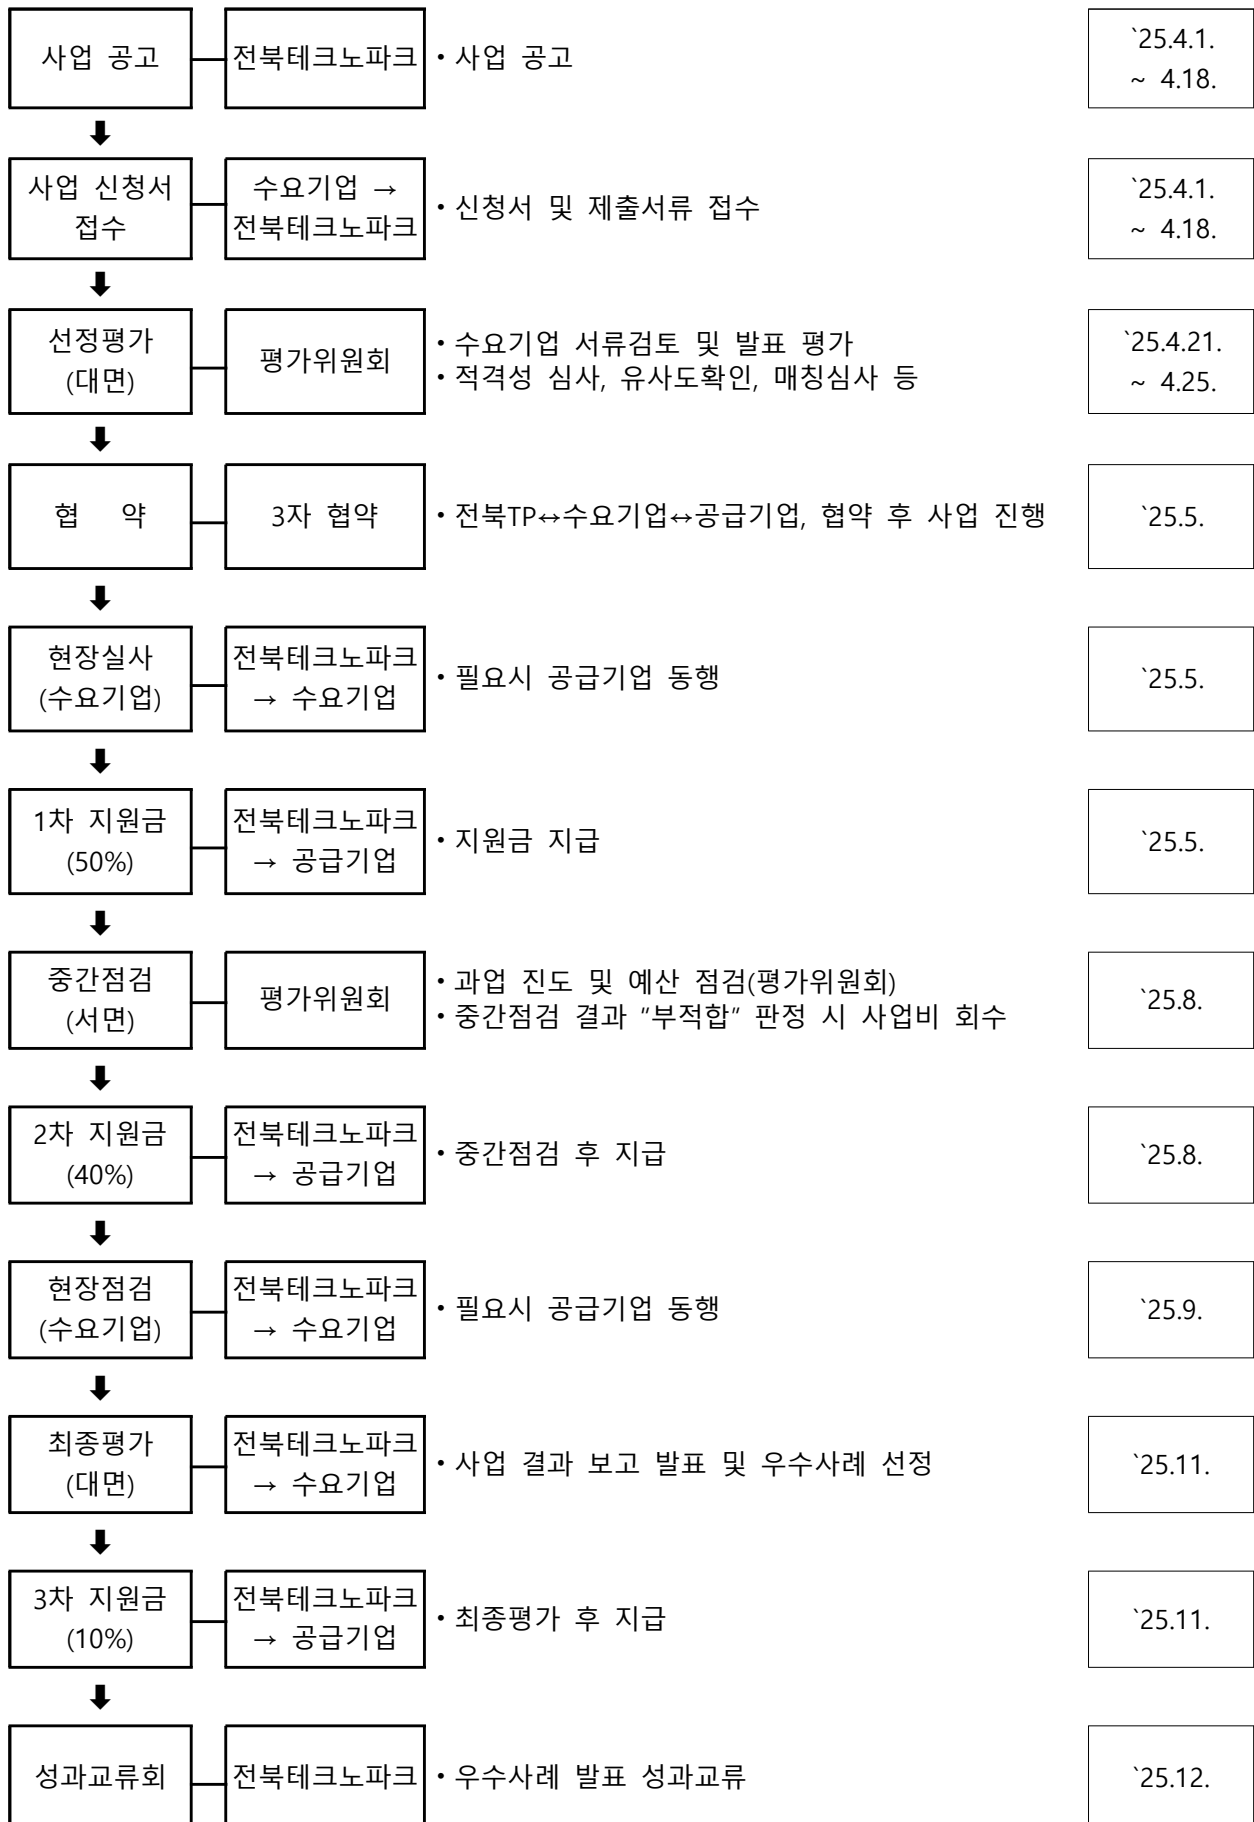 사업 공고
전북테크노파크
・사업 공고
`25.4.1.
~ 4.18.
⬇
사업 신청서
접수
수요기업 →
전북테크노파크
・신청서 및 제출서류 접수
`25.4.1.
~ 4.18.
⬇
선정평가
(대면)
평가위원회
・수요기업 서류검토 및 발표 평가
・적격성 심사, 유사도확인, 매칭심사 등
`25.4.21.
~ 4.25.
⬇
협 약
3자 협약
・전북TP↔수요기업↔공급기업, 협약 후 사업 진행
`25.5.
⬇
현장실사
(수요기업)
전북테크노파크
→ 수요기업
・필요시 공급기업 동행
`25.5.
⬇
1차 지원금
(50%)
전북테크노파크
→ 공급기업
・지원금 지급
`25.5.
⬇
중간점검
(서면)
평가위원회
・과업 진도 및 예산 점검(평가위원회)
・중간점검 결과 "부적합" 판정 시 사업비 회수
`25.8.
⬇
2차 지원금
(40%)
전북테크노파크
→ 공급기업
・중간점검 후 지급
`25.8.
⬇
현장점검
(수요기업)
전북테크노파크
→ 수요기업
・필요시 공급기업 동행
`25.9.
⬇
최종평가
(대면)
전북테크노파크
→ 수요기업
・사업 결과 보고 발표 및 우수사례 선정
`25.11.
⬇
3차 지원금
(10%)
전북테크노파크
→ 공급기업
・최종평가 후 지급
`25.11.
⬇
성과교류회
전북테크노파크
・우수사례 발표 성과교류
`25.12.